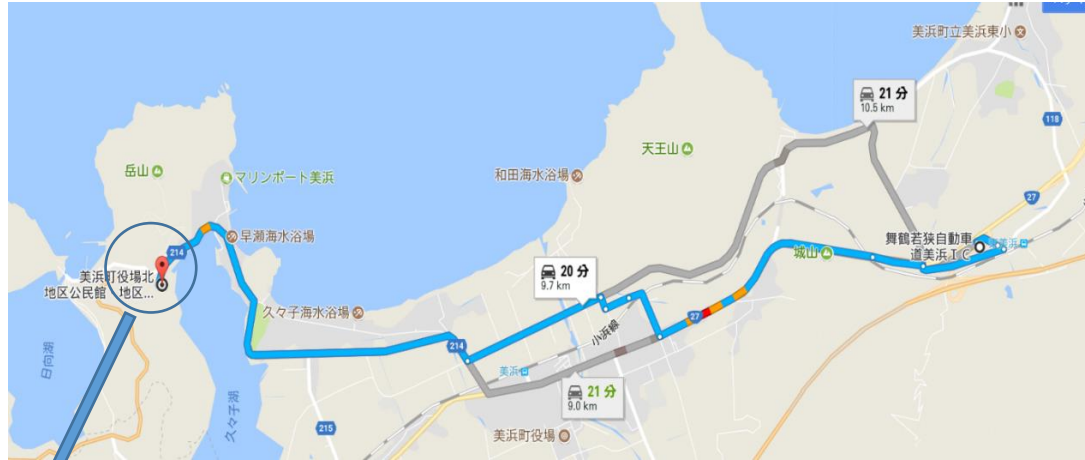 美浜町立美浜東小
21 分
10.5 km
118
天王山
岳山
マリンポート美浜
和田海水浴場
27
214
早瀬海水浴場
舞鶴若狭自動車
道美浜ＩＣ
城山
美浜町役場北
地区公民館 地区...
20 分
9.7 km
久々子海水浴場
小浜線
27
214
美浜
21 分
9.0 km
日向湖
久々子湖
215
美浜町役場